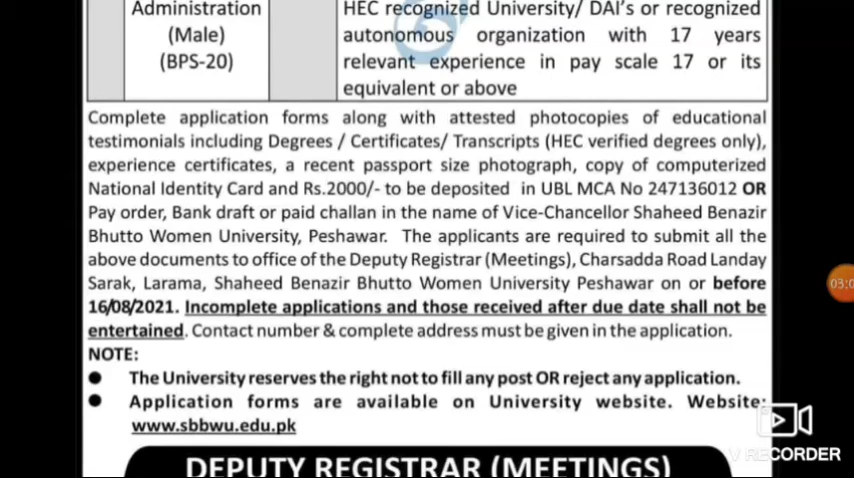 Administration
(Male)
(BPS-20)
HEC recognized University/ DAI's or recognized
autonomous organization with 17 years
relevant experience in pay scale 17 or its
equivalent or above
Complete application forms along with attested photocopies of educational
testimonials including Degrees / Certificates/ Transcripts (HEC verified degrees only),
experience certificates, a recent passport size photograph, copy of computerized
National Identity Card and Rs.2000/- to be deposited in UBL MCA No 247136012 OR
Pay order, Bank draft or paid challan in the name of Vice-Chancellor Shaheed Benazir
Bhutto Women University, Peshawar. The applicants are required to submit all the
above documents to office of the Deputy Registrar (Meetings), Charsadda Road Landay
Sarak, Larama, Shaheed Benazir Bhutto Women University Peshawar on or before
16/08/2021. Incomplete applications and those received after due date shall not be
entertained. Contact number & complete address must be given in the application.
NOTE:
● The University reserves the right not to fill any post OR reject any application.
● Application forms are available on University website. Website:
www.sbbwu.edu.pk
DEPUTY REGISTRAR (MEETINGS)
V RECORDER